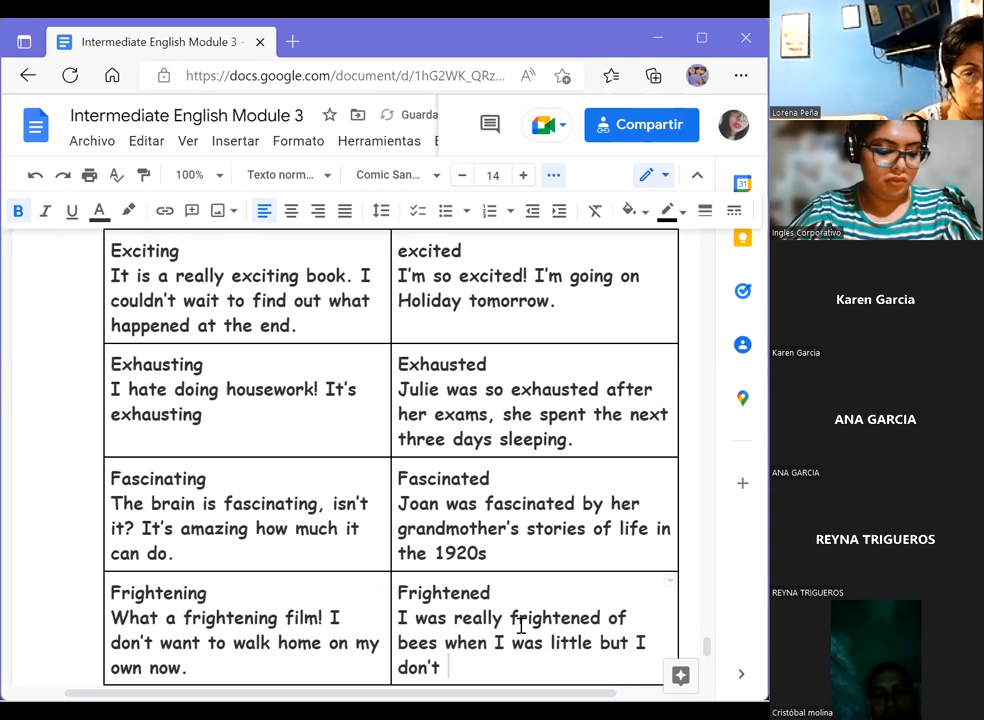 Intermediate English Module 3 -
https://docs.google.com/document/d/1hG2WK_QRz...
Intermediate English Module 3
Guarda
Compartir
Archivo Editar Ver Insertar Formato Herramientas E
100% Texto norm... Comic San... 14
Exciting
It is a really exciting book. I
couldn't wait to find out what
happened at the end.
excited
I'm so excited! I'm going on
Holiday tomorrow.
Exhausting
I hate doing housework! It's
exhausting
Exhausted
Julie was so exhausted after
her exams, she spent the next
three days sleeping.
Fascinating
The brain is fascinating, isn't
it? It's amazing how much it
can do.
Fascinated
Joan was fascinated by her
grandmother's stories of life in
the 1920s
Frightening
What a frightening film! I
don't want to walk home on my
own now.
Frightened
I was really frightened of
bees when I was little but I
don't
31
Lorena Peña
Ingles Corporativo
Karen Garcia
Karen Garcia
ANA GARCIA
ANA GARCIA
REYNA TRIGUEROS
REYNA TRIGUEROS
Cristóbal molina